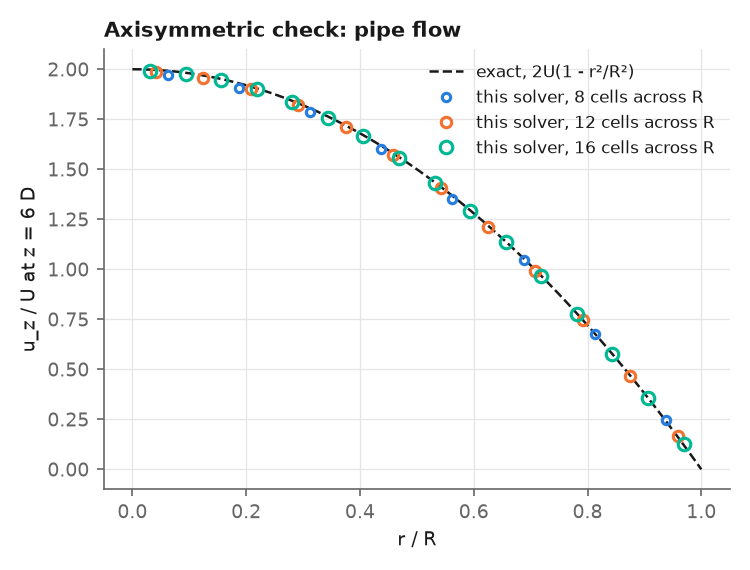 Axisymmetric check: pipe flow
exact, 2U(1 - r²/R²)
this solver, 8 cells across R
this solver, 12 cells across R
this solver, 16 cells across R
u_z / U at z = 6 D
2.00
1.75
1.50
1.25
1.00
0.75
0.50
0.25
0.00
0.0 0.2 0.4 0.6 0.8 1.0
r / R